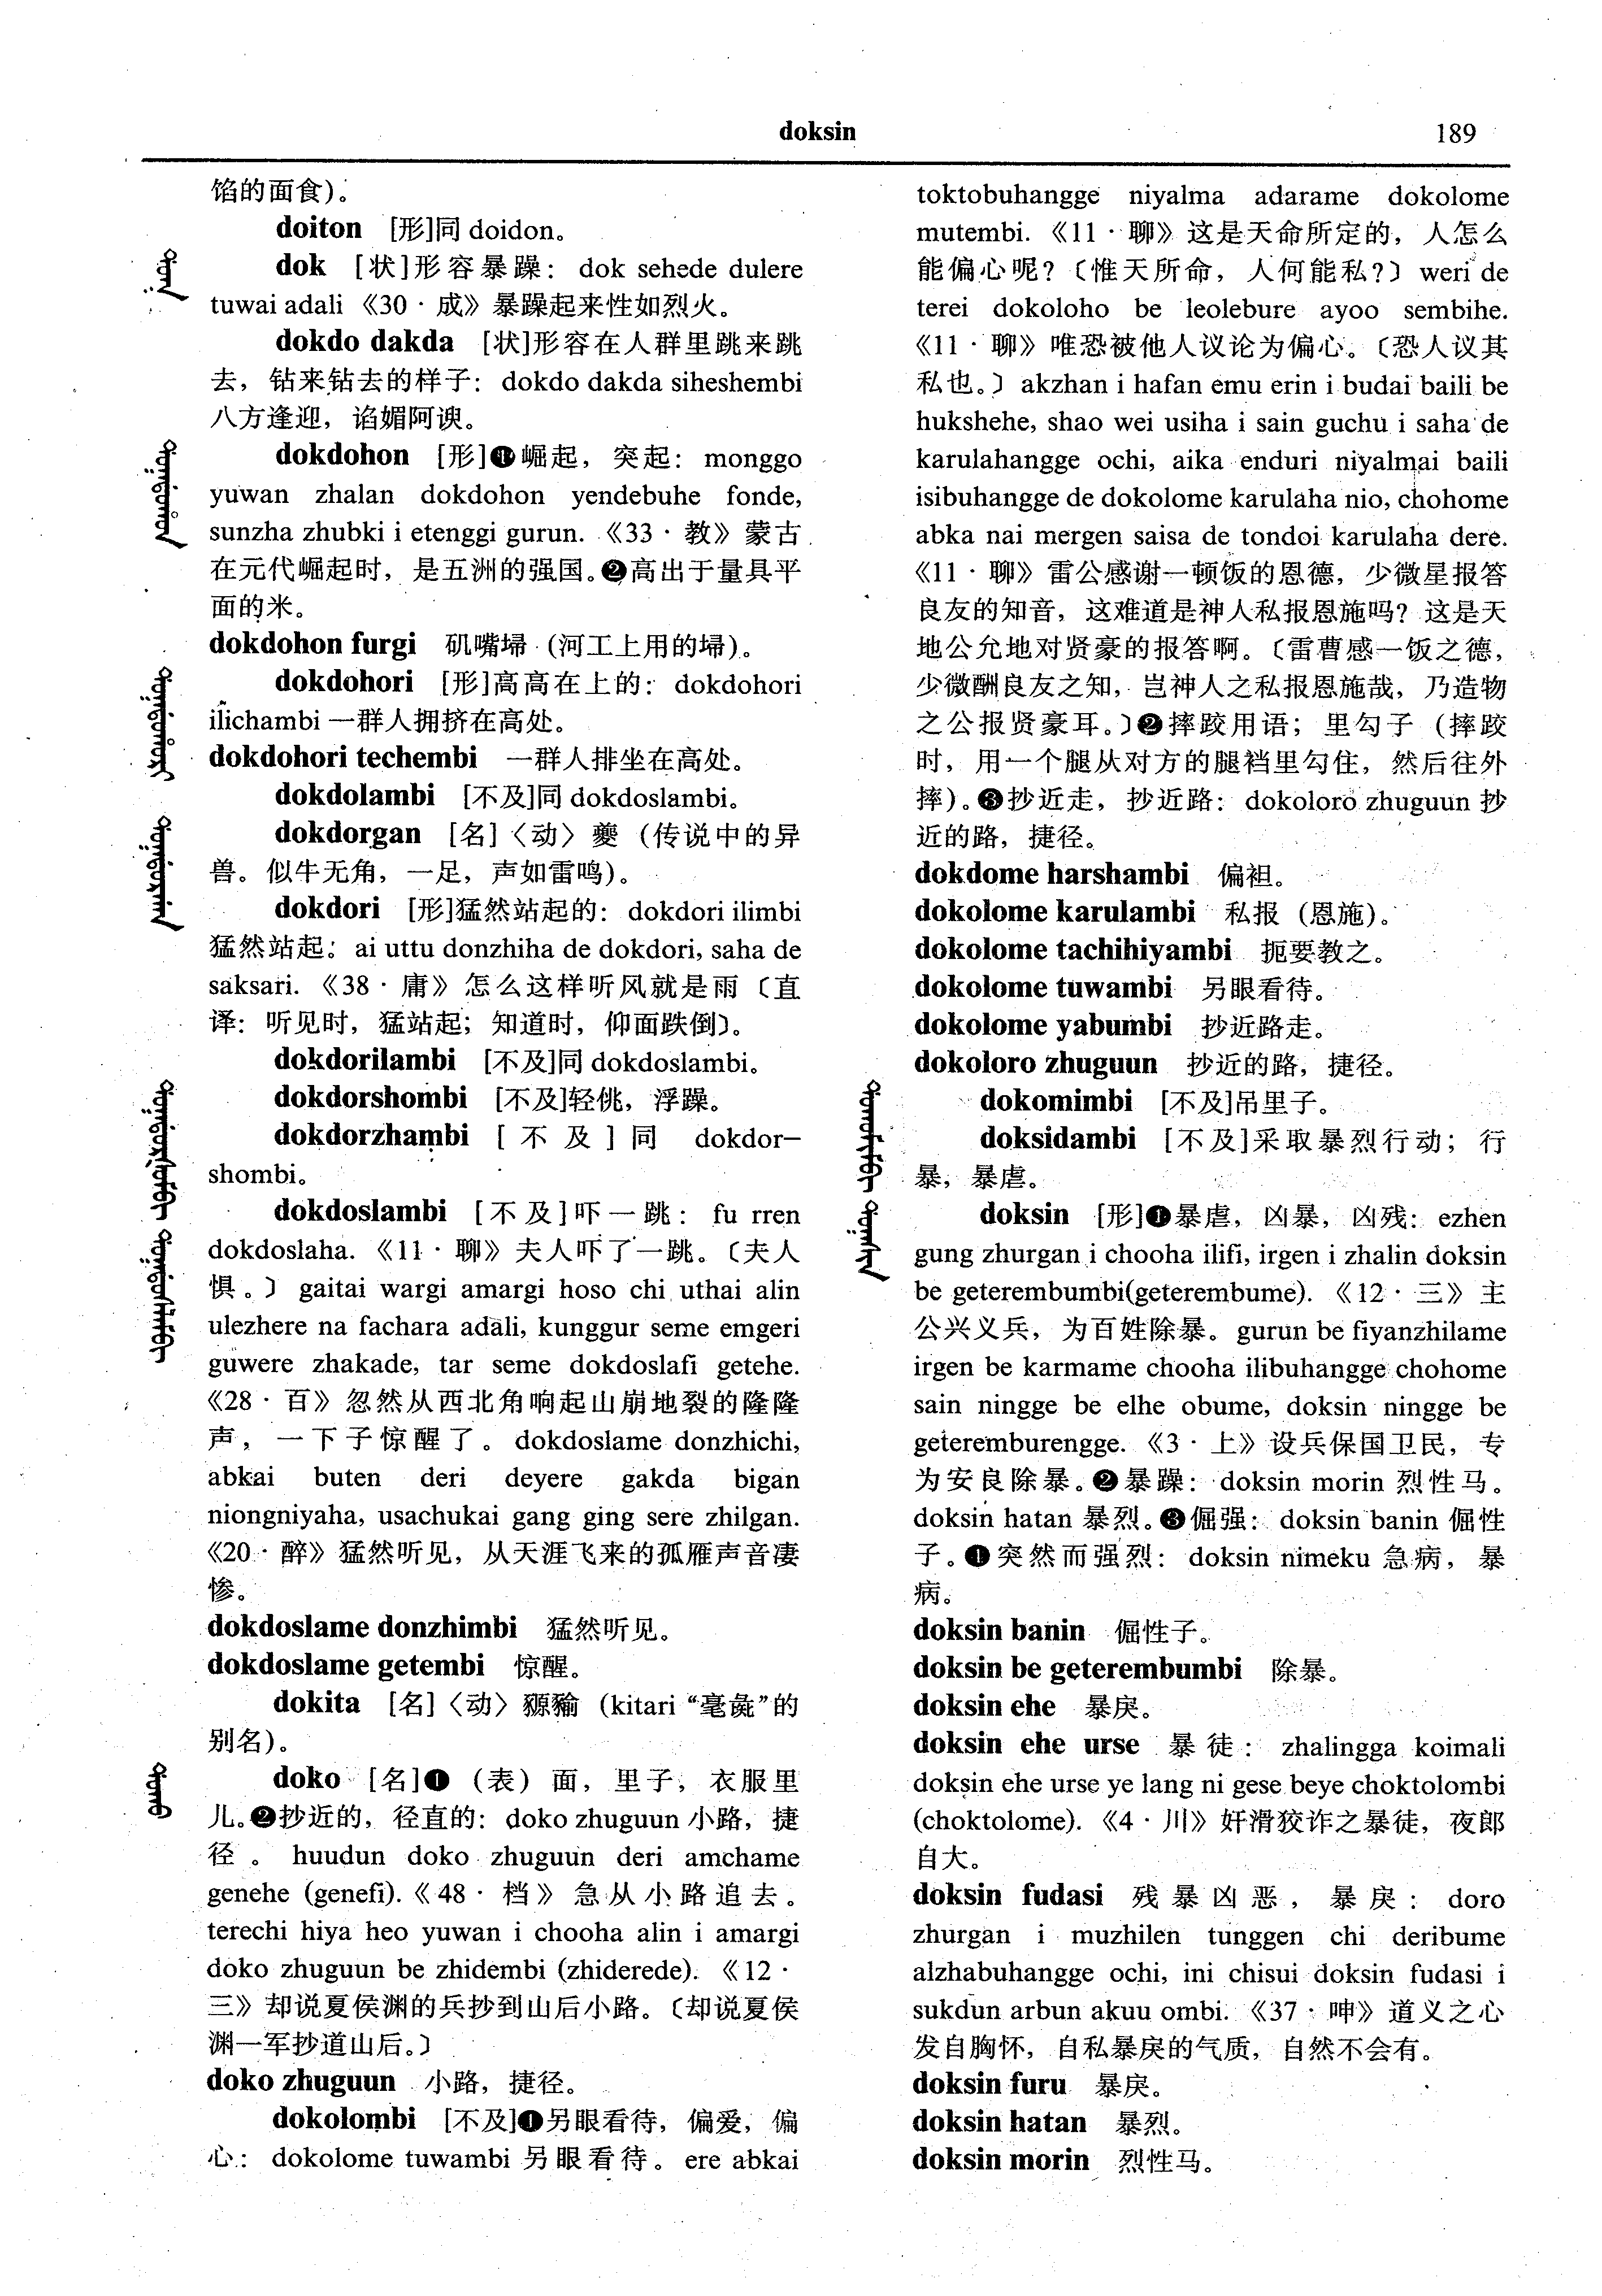 doksin
189
馅的面食)。
doiton [形]同 doidon。
dok [状]形容暴躁: dok sehede dulere
tuwai adali《30·成》暴躁起来性如烈火。
dokdo dakda [状]形容在人群里跳来跳
去, 钻来钻去的样子: dokdo dakda siheshembi
八方逢迎, 谄媚阿谀。
dokdohon [形]❶崛起, 突起: monggo
yuwan zhalan dokdohon yendebuhe fonde,
sunzha zhubki i etenggi gurun.《33·教》蒙古
在元代崛起时, 是五洲的强国。❷高出于量具平
面的米。
dokdohon furgi 矶嘴埽 (河工上用的埽)。
dokdohori [形]高高在上的: dokdohori
ilichambi 一群人拥挤在高处。
dokdohori techembi 一群人排坐在高处。
dokdolambi [不及]同 dokdoslambi。
dokdorgan [名]〈动〉夔 (传说中的异
兽。似牛无角, 一足, 声如雷鸣)。
dokdori [形]猛然站起的: dokdori ilimbi
猛然站起: ai uttu donzhiha de dokdori, saha de
saksari.《38·庸》怎么这样听风就是雨〔直
译: 听见时, 猛站起; 知道时, 仰面跌倒〕。
dokdorilambi [不及]同 dokdoslambi。
dokdorshombi [不及]轻佻, 浮躁。
dokdorzhambi [不及]同 dokdor-
shombi。
dokdoslambi [不及]吓一跳: fu rren
dokdoslaha.《11·聊》夫人吓了一跳。〔夫人
惧。〕gaitai wargi amargi hoso chi uthai alin
ulezhere na fachara adali, kunggur seme emgeri
guwere zhakade, tar seme dokdoslafi getehe.
《28·百》忽然从西北角响起山崩地裂的隆隆
声, 一下子惊醒了。dokdoslame donzhichi,
abkai buten deri deyere gakda bigan
niongniyaha, usachukai gang ging sere zhilgan.
《20·醉》猛然听见, 从天涯飞来的孤雁声音凄
惨。
dokdoslame donzhimbi 猛然听见。
dokdoslame getembi 惊醒。
dokita [名]〈动〉豲貐 (kitari “毫彘”的
别名)。
doko [名]❶ (表) 面, 里子, 衣服里
儿。❷抄近的, 径直的: doko zhuguun 小路, 捷
径。huudun doko zhuguun deri amchame
genehe (genefi).《48·档》急从小路追去。
terechi hiya heo yuwan i chooha alin i amargi
doko zhuguun be zhidembi (zhiderede).《12·
三》却说夏侯渊的兵抄到山后小路。〔却说夏侯
渊一军抄道山后。〕
doko zhuguun 小路, 捷径。
dokolombi [不及]❶另眼看待, 偏爱, 偏
心: dokolome tuwambi 另眼看待。ere abkai
toktobuhangge niyalma adarame dokolome
mutembi.《11·聊》这是天命所定的, 人怎么
能偏心呢?〔惟天所命, 人何能私?〕weri de
terei dokoloho be leolebure ayoo sembihe.
《11·聊》唯恐被他人议论为偏心。〔恐人议其
私也。〕akzhan i hafan emu erin i budai baili be
hukshehe, shao wei usiha i sain guchu i saha de
karulahangge ochi, aika enduri niyalmai baili
isibuhangge de dokolome karulaha nio, chohome
abka nai mergen saisa de tondoi karulaha dere.
《11·聊》雷公感谢一顿饭的恩德, 少微星报答
良友的知音, 这难道是神人私报恩施吗? 这是天
地公允地对贤豪的报答啊。〔雷曹感一饭之德,
少微酬良友之知, 岂神人之私报恩施哉, 乃造物
之公报贤豪耳。〕❷摔跤用语; 里勾子 (摔跤
时, 用一个腿从对方的腿裆里勾住, 然后往外
摔)。❸抄近走, 抄近路: dokoloro zhuguun 抄
近的路, 捷径。
dokdome harshambi 偏袒。
dokolome karulambi 私报 (恩施)。
dokolome tachihiyambi 扼要教之。
dokolome tuwambi 另眼看待。
dokolome yabumbi 抄近路走。
dokoloro zhuguun 抄近的路, 捷径。
dokomimbi [不及]吊里子。
doksidambi [不及]采取暴烈行动; 行
暴, 暴虐。
doksin [形]❶暴虐, 凶暴, 凶残: ezhen
gung zhurgan i chooha ilifi, irgen i zhalin doksin
be geterembumbi(geterembume).《12·三》主
公兴义兵, 为百姓除暴。gurun be fiyanzhilame
irgen be karmame chooha ilibuhangge chohome
sain ningge be elhe obume, doksin ningge be
geteremburengge.《3·上》设兵保国卫民, 专
为安良除暴。❷暴躁: doksin morin 烈性马。
doksin hatan 暴烈。❸倔强: doksin banin 倔性
子。❶突然而强烈: doksin nimeku 急病, 暴
病。
doksin banin 倔性子。
doksin be geterembumbi 除暴。
doksin ehe 暴戾。
doksin ehe urse 暴徒: zhalingga koimali
doksin ehe urse ye lang ni gese beye choktolombi
(choktolome).《4·川》奸滑狡诈之暴徒, 夜郎
自大。
doksin fudasi 残暴凶恶, 暴戾: doro
zhurgan i muzhilen tunggen chi deribume
alzhabuhangge ochi, ini chisui doksin fudasi i
sukdun arbun akuu ombi.《37·呻》道义之心
发自胸怀, 自私暴戾的气质, 自然不会有。
doksin furu 暴戾。
doksin hatan 暴烈。
doksin morin 烈性马。